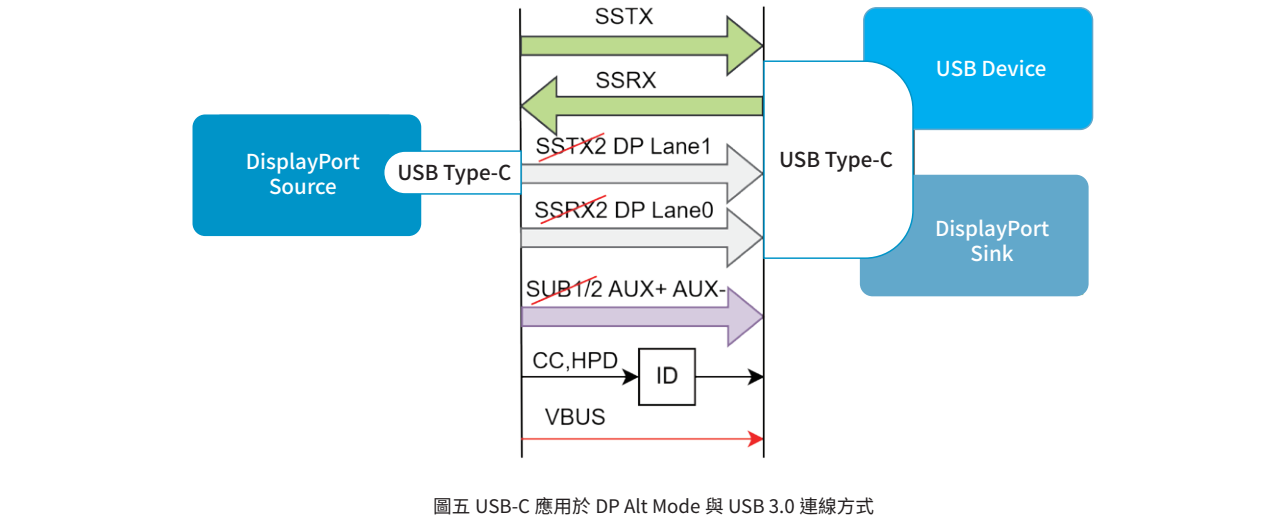 SSTX
SSRX
SSTX2 DP Lane1
SSRX2 DP Lane0
SUB1/2 AUX+ AUX-
CC,HPD
ID
VBUS
DisplayPort
Source
USB Type-C
USB Type-C
USB Device
DisplayPort
Sink
圖五 USB-C 應用於 DP Alt Mode 與 USB 3.0 連線方式